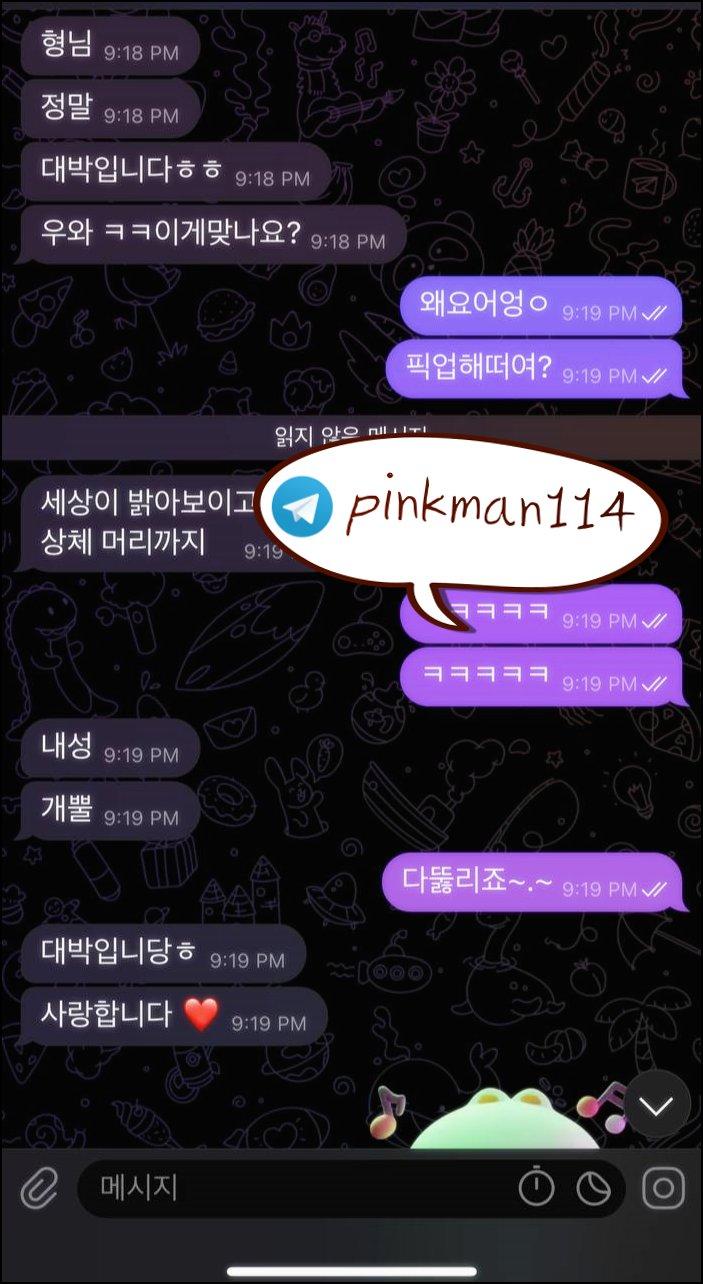 형님 9:18 PM
정말 9:18 PM
대박입니다ㅎㅎ 9:18 PM
우와 ㅋㅋ이게맞나요? 9:18 PM
왜요어엉ㅇ 9:19 PM
픽업해떠여? 9:19 PM
읽지 않은 메시지
세상이 밝아보이고
상체 머리까지 9:19
pinkman114
ㅋㅋㅋㅋ 9:19 PM
ㅋㅋㅋㅋㅋ 9:19 PM
내성 9:19 PM
개뿔 9:19 PM
다뚫리죠~.~ 9:19 PM
대박입니당ㅎ 9:19 PM
사랑합니다 ❤️ 9:19 PM
메시지